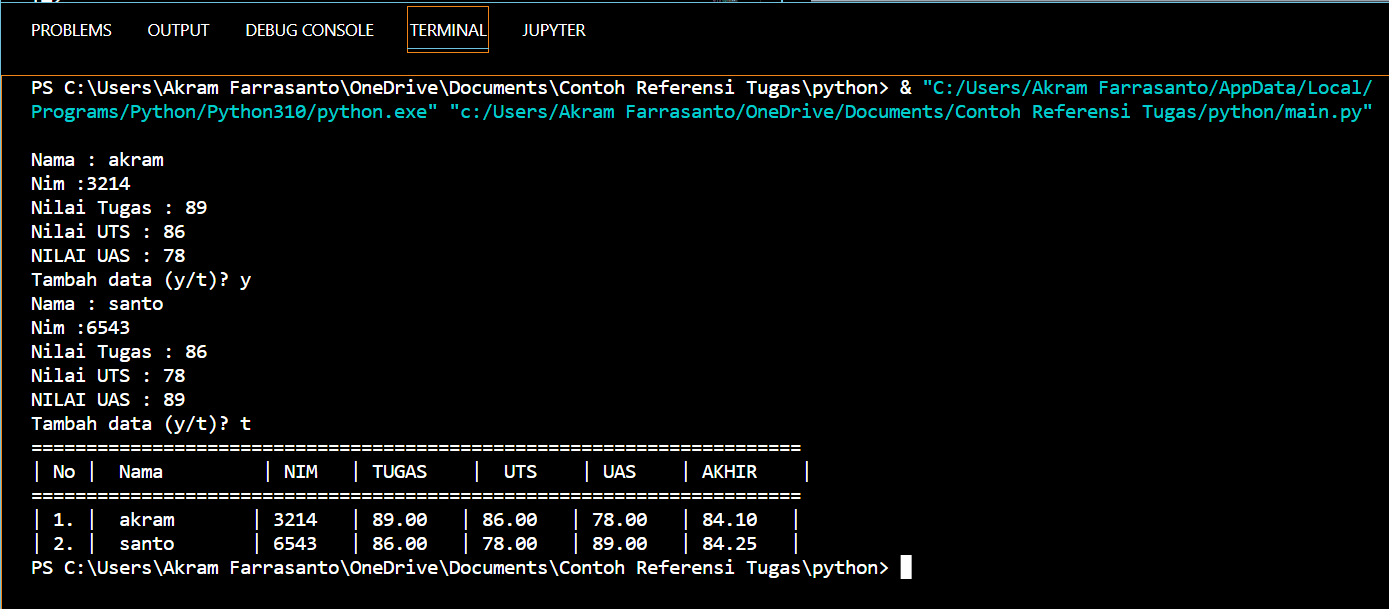 PROBLEMS OUTPUT DEBUG CONSOLE TERMINAL JUPYTER
PS C:\Users\Akram Farrasanto\OneDrive\Documents\Contoh Referensi Tugas\python> & "C:/Users/Akram Farrasanto/AppData/Local/
Programs/Python/Python310/python.exe" "c:/Users/Akram Farrasanto/OneDrive/Documents/Contoh Referensi Tugas/python/main.py"
Nama : akram
Nim :3214
Nilai Tugas : 89
Nilai UTS : 86
NILAI UAS : 78
Tambah data (y/t)? y
Nama : santo
Nim :6543
Nilai Tugas : 86
Nilai UTS : 78
NILAI UAS : 89
Tambah data (y/t)? t
======================================================================
| No |  Nama         | NIM   | TUGAS    |  UTS    | UAS    | AKHIR    |
======================================================================
| 1. |  akram       | 3214   | 89.00   | 86.00   | 78.00   | 84.10   |
| 2. |  santo       | 6543   | 86.00   | 78.00   | 89.00   | 84.25   |
PS C:\Users\Akram Farrasanto\OneDrive\Documents\Contoh Referensi Tugas\python>